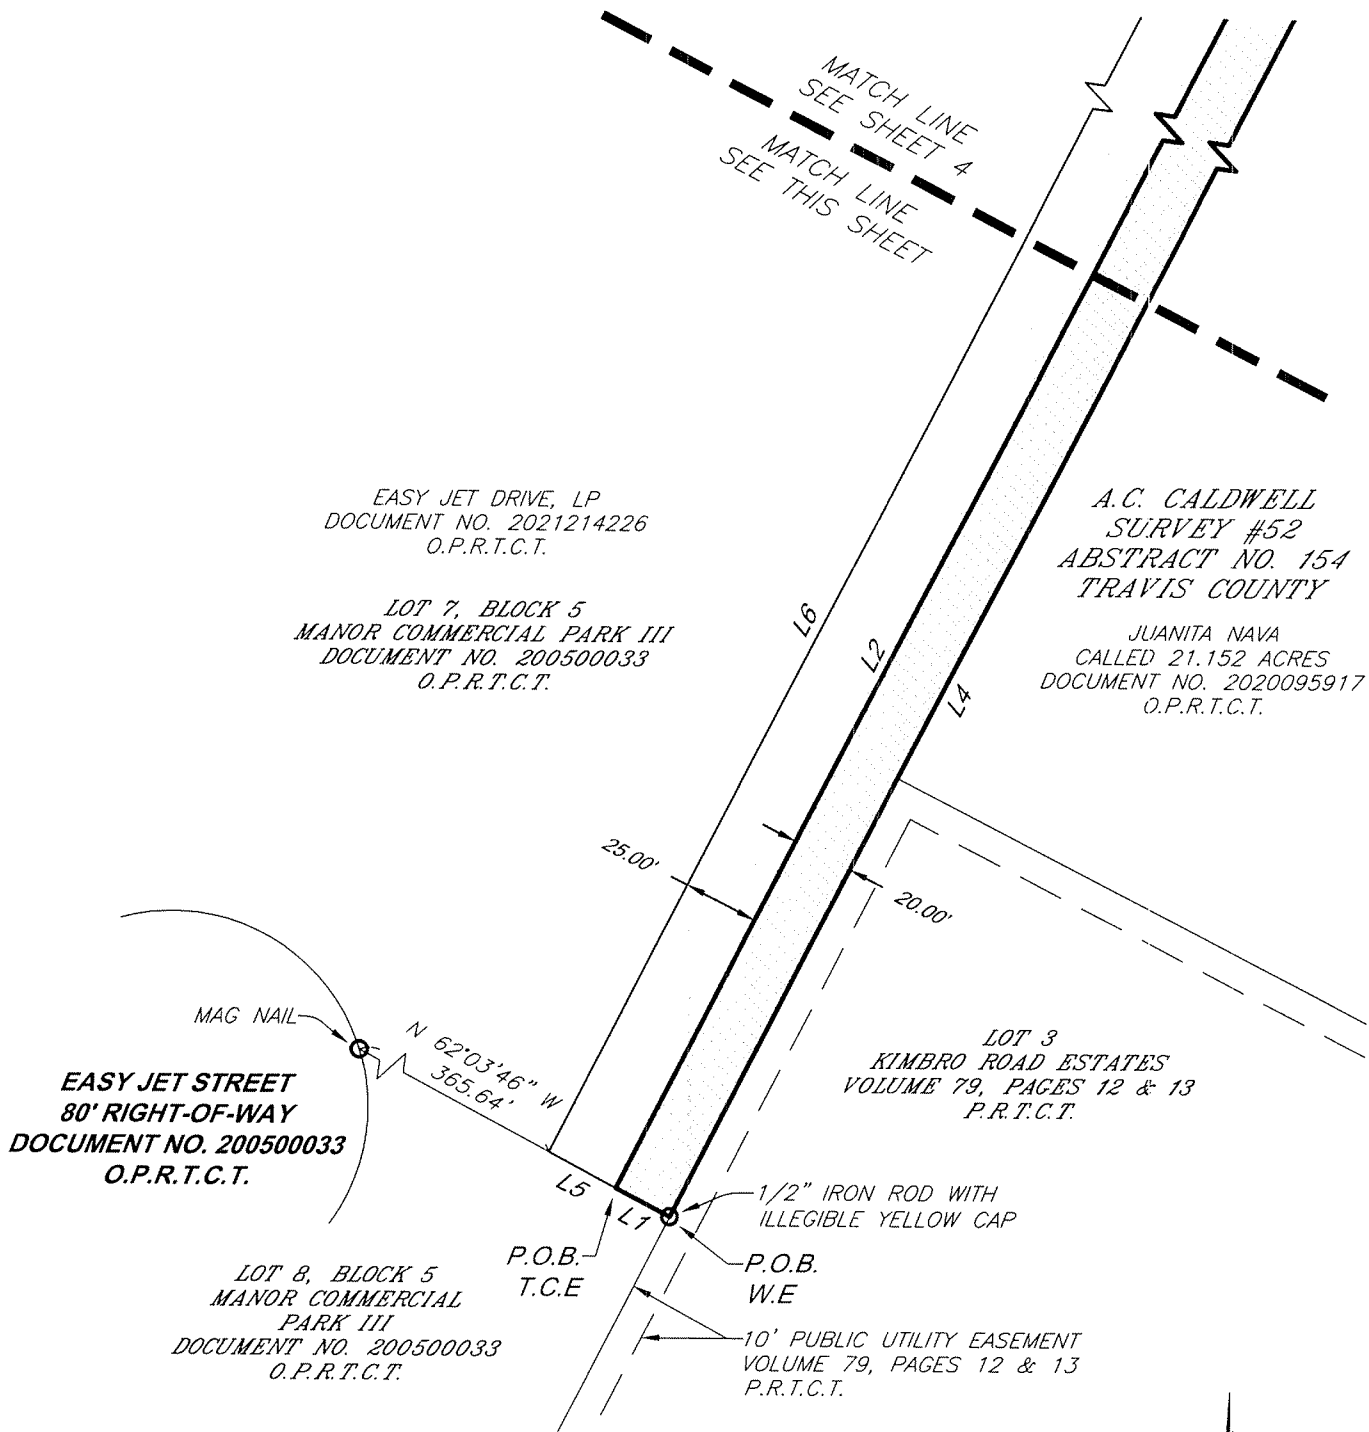 MATCH LINE
SEE SHEET 4
MATCH LINE
SEE THIS SHEET
EASY JET DRIVE, LP
DOCUMENT NO. 2021214226
O.P.R.T.C.T.
LOT 7, BLOCK 5
MANOR COMMERCIAL PARK III
DOCUMENT NO. 200500033
O.P.R.T.C.T.
A.C. CALDWELL
SURVEY #52
ABSTRACT NO. 154
TRAVIS COUNTY
JUANITA NAVA
CALLED 21.152 ACRES
DOCUMENT NO. 2020095917
O.P.R.T.C.T.
L6
L2
L4
25.00'
20.00'
MAG NAIL
N 62°03'46" W
365.64'
EASY JET STREET
80' RIGHT-OF-WAY
DOCUMENT NO. 200500033
O.P.R.T.C.T.
LOT 3
KIMBRO ROAD ESTATES
VOLUME 79, PAGES 12 & 13
P.R.T.C.T.
L5
L1
1/2" IRON ROD WITH
ILLEGIBLE YELLOW CAP
P.O.B.
T.C.E
P.O.B.
W.E
LOT 8, BLOCK 5
MANOR COMMERCIAL
PARK III
DOCUMENT NO. 200500033
O.P.R.T.C.T.
10' PUBLIC UTILITY EASEMENT
VOLUME 79, PAGES 12 & 13
P.R.T.C.T.